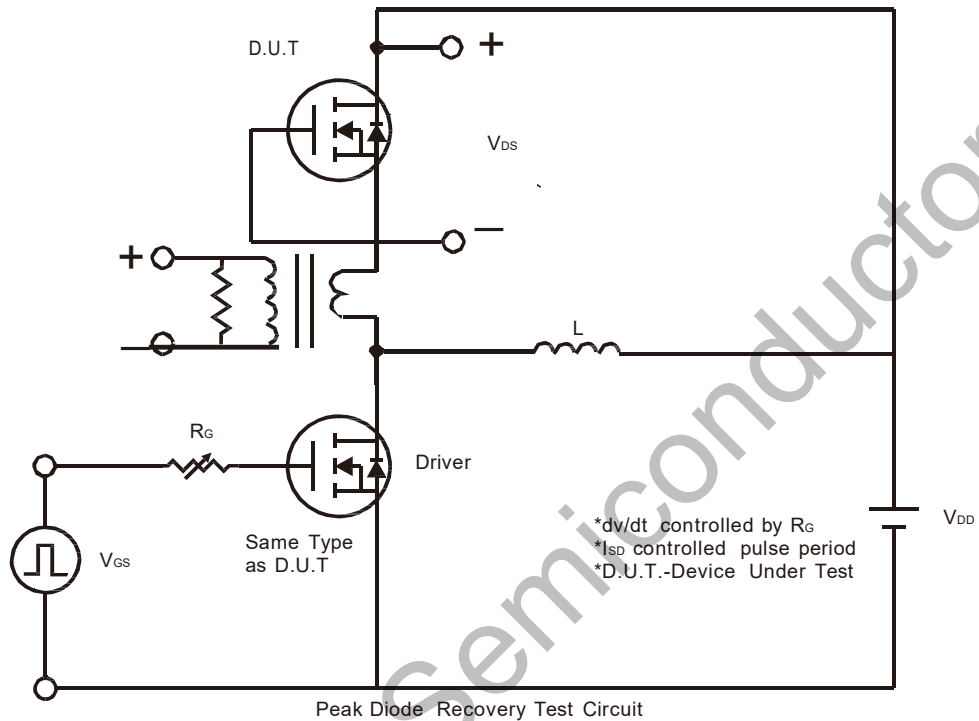 D.U.T
+
VDS
−
+
−
L
RG
Driver
VGS
Same Type
as D.U.T
*dv/dt controlled by RG
*ISD controlled pulse period
*D.U.T.-Device Under Test
VDD
Semiconductor
Peak Diode Recovery Test Circuit